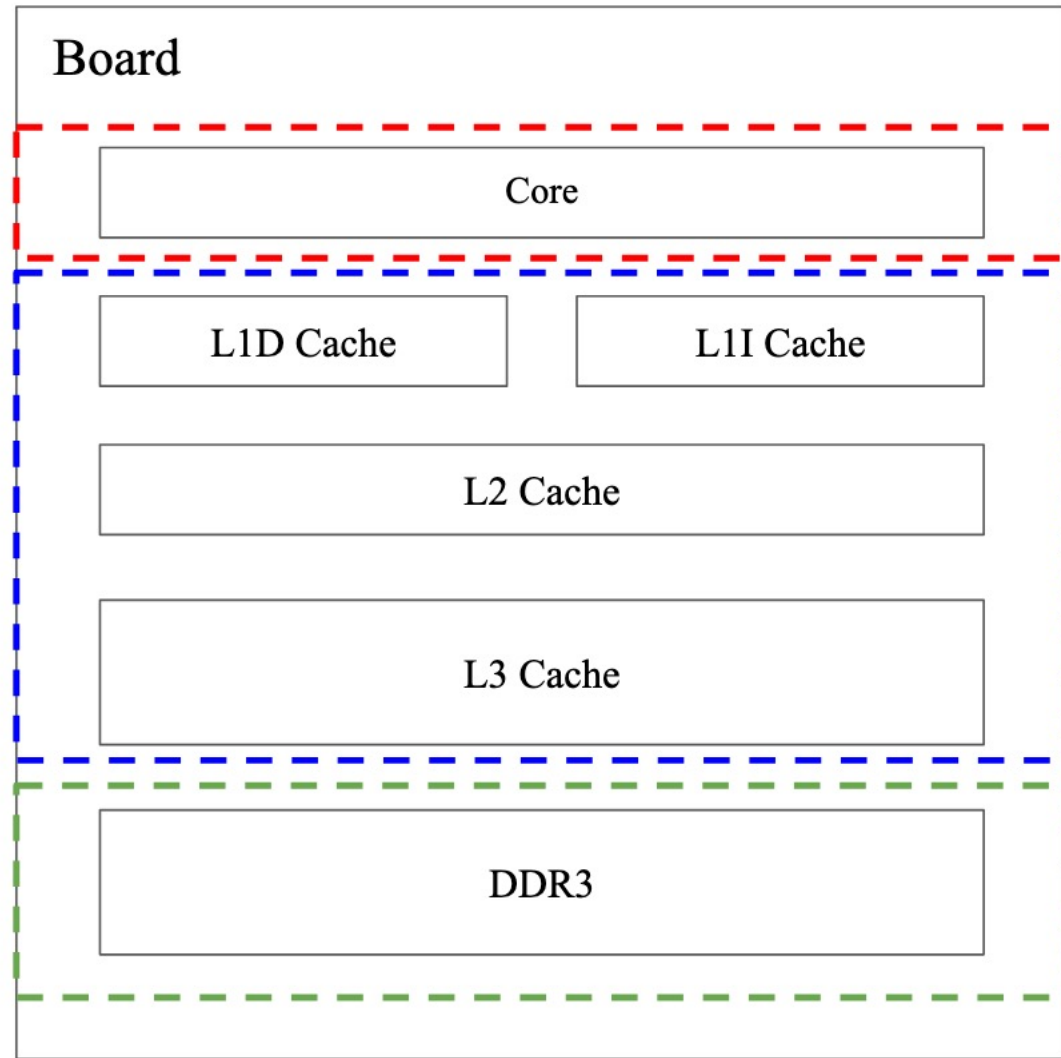 Board
Core
L1D Cache
L1I Cache
L2 Cache
L3 Cache
DDR3